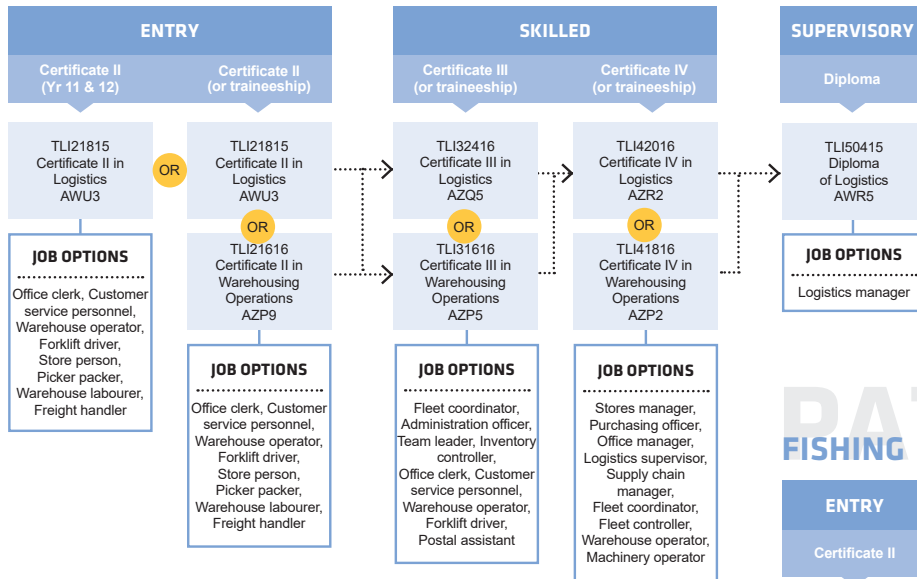 ENTRY
Certificate II
(Yr 11 & 12)
Certificate II
(or traineeship)
SKILLED
Certificate III
(or traineeship)
Certificate IV
(or traineeship)
SUPERVISORY
Diploma
TLI21815
Certificate II in
Logistics
AWU3
OR
TLI21815
Certificate II in
Logistics
AWU3
OR
TLI21616
Certificate II in
Warehousing
Operations
AZP9
TLI32416
Certificate III in
Logistics
AZQ5
OR
TLI31616
Certificate III in
Warehousing
Operations
AZP5
TLI42016
Certificate IV in
Logistics
AZR2
OR
TLI41816
Certificate IV in
Warehousing
Operations
AZP2
TLI50415
Diploma
of Logistics
AWR5
JOB OPTIONS
Office clerk, Customer
service personnel,
Warehouse operator,
Forklift driver,
Store person,
Picker packer,
Warehouse labourer,
Freight handler
JOB OPTIONS
Office clerk, Customer
service personnel,
Warehouse operator,
Forklift driver,
Store person,
Picker packer,
Warehouse labourer,
Freight handler
JOB OPTIONS
Fleet coordinator,
Administration officer,
Team leader, Inventory
controller,
Office clerk, Customer
service personnel,
Warehouse operator,
Forklift driver,
Postal assistant
JOB OPTIONS
Stores manager,
Purchasing officer,
Office manager,
Logistics supervisor,
Supply chain
manager,
Fleet coordinator,
Fleet controller,
Warehouse operator,
Machinery operator
JOB OPTIONS
Logistics manager
FISHING
ENTRY
Certificate II